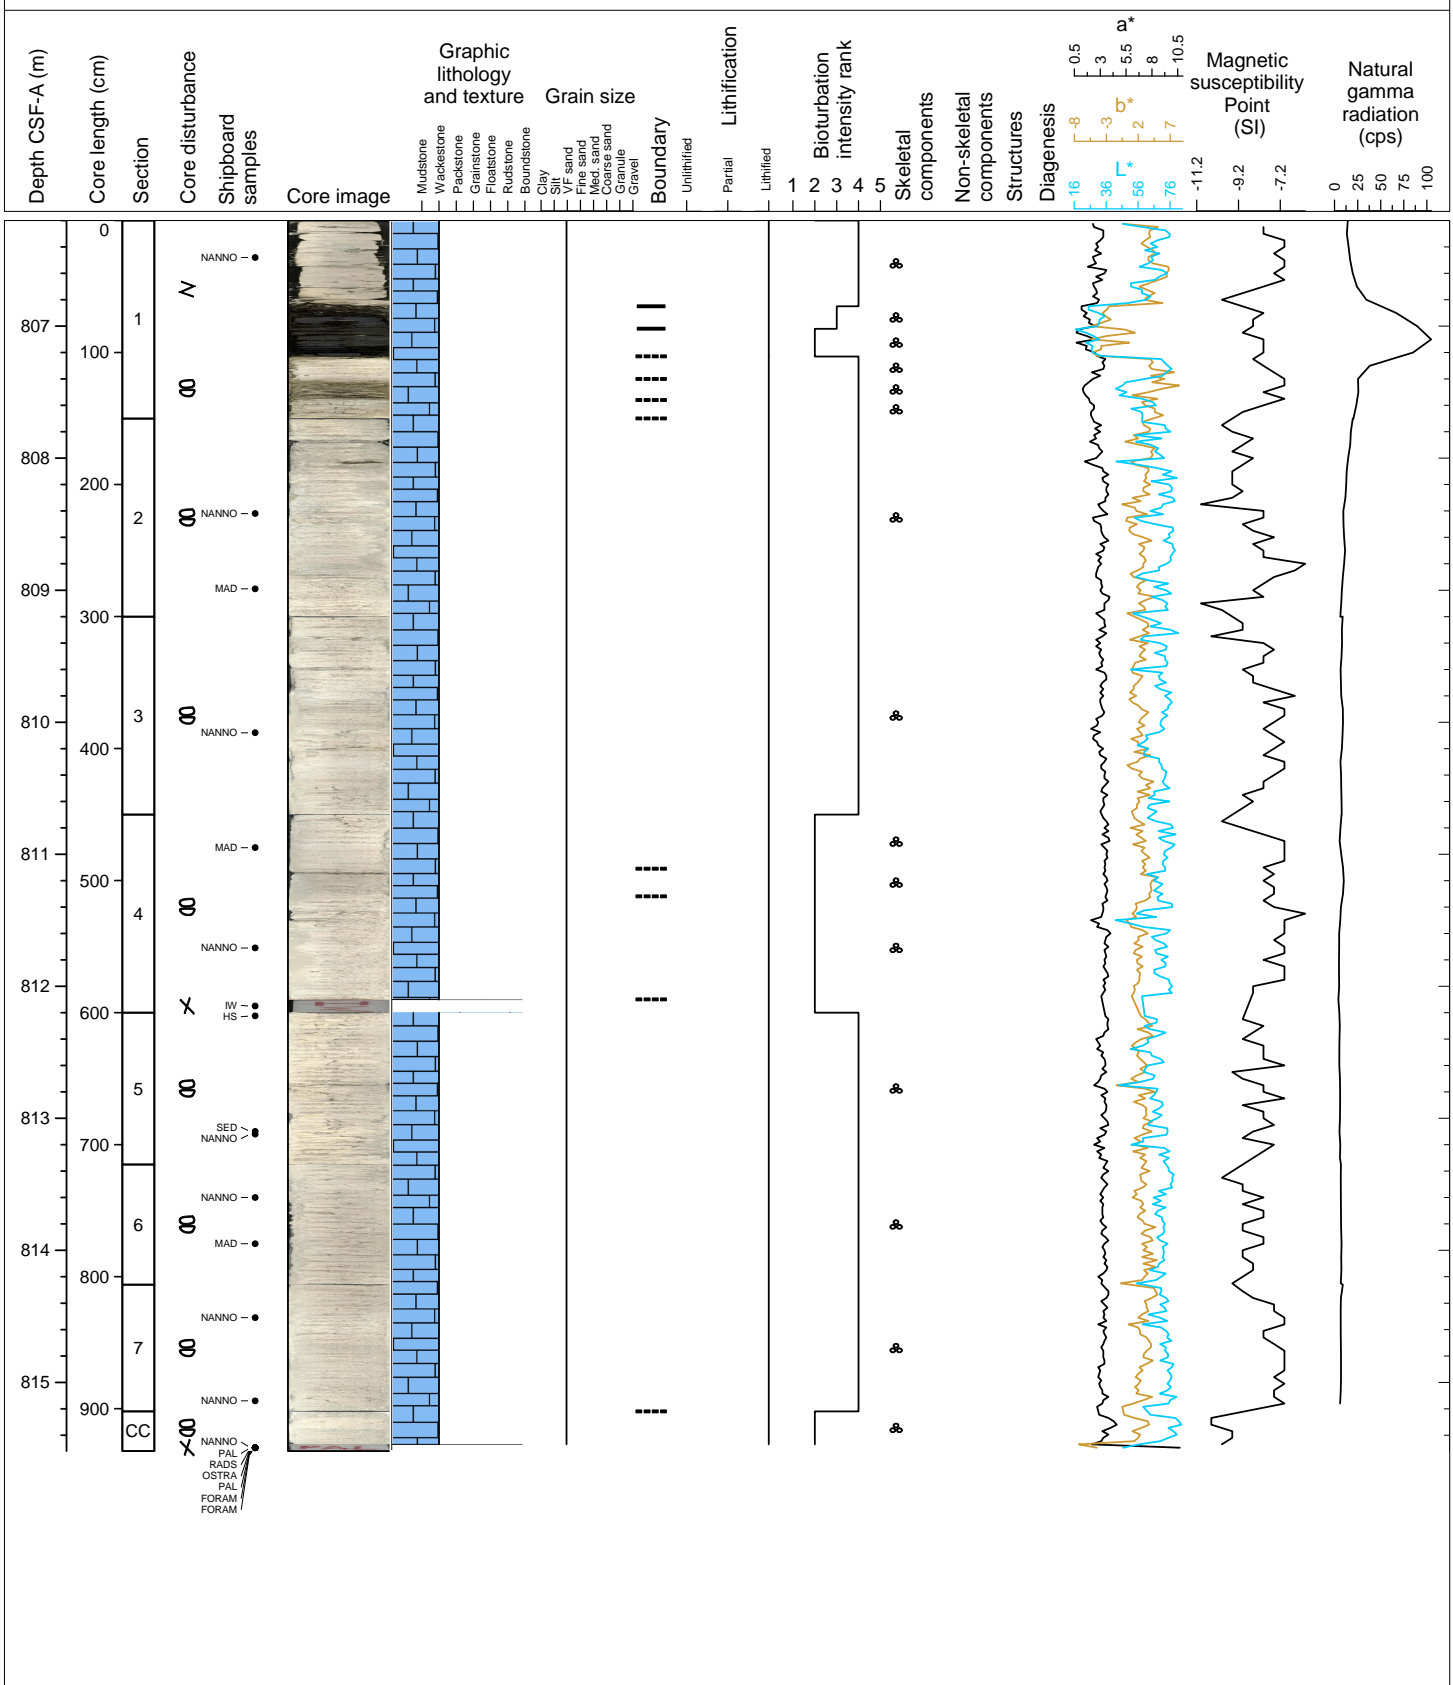 Depth CSF-A (m)
Core length (cm)
Section
Core disturbance
Shipboard
samples
Core image
Graphic
lithology
and texture
Mudstone
Wackestone
Packstone
Grainstone
Floatstone
Rudstone
Boundstone
Grain size
Clay
Silt
VF sand
Fine sand
Med. sand
Coarse sand
Granule
Gravel
Boundary
Lithification
Unlithified
Partial
Lithified
Bioturbation
intensity rank
1 2 3 4 5
Skeletal
components
Non-skeletal
components
Structures
Diagenesis
a*
0.5 3 5.5 8 10.5
b*
-8 -3 2 7
L*
16 36 56 76
Magnetic
susceptibility
Point
(SI)
-11.2 -9.2 -7.2
Natural
gamma
radiation
(cps)
0 25 50 75 100
0
NANNO
1
807
100
808
200
2
NANNO
MAD
809
300
3
810
NANNO
400
MAD
811
500
4
NANNO
812
IW
600
HS
5
813
SED
NANNO
700
NANNO
6
MAD
814
800
NANNO
7
815
NANNO
900
CC
NANNO
PAL
RADS
OSTRA
PAL
FORAM
FORAM